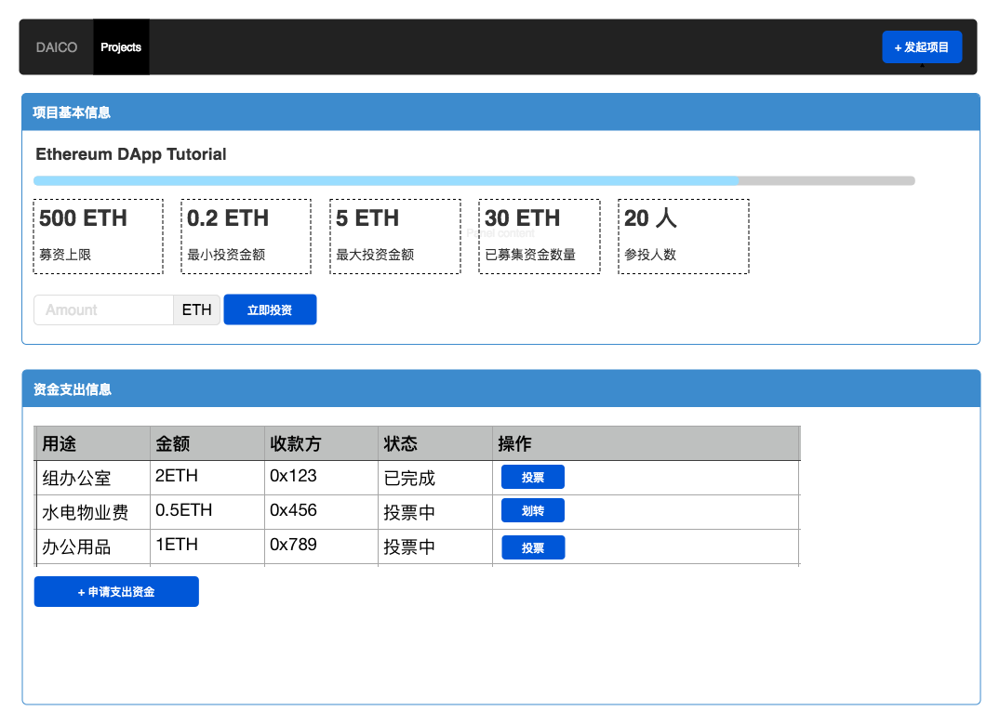 DAICO Projects + 发起项目
项目基本信息
Ethereum DApp Tutorial
500 ETH 0.2 ETH 5 ETH 30 ETH 20 人
Panel content
募资上限 最小投资金额 最大投资金额 已募集资金数量 参投人数
Amount ETH 立即投资
资金支出信息
用途 金额 收款方 状态 操作
组办公室 2ETH 0x123 已完成 投票
水电物业费 0.5ETH 0x456 投票中 划转
办公用品 1ETH 0x789 投票中 投票
+ 申请支出资金